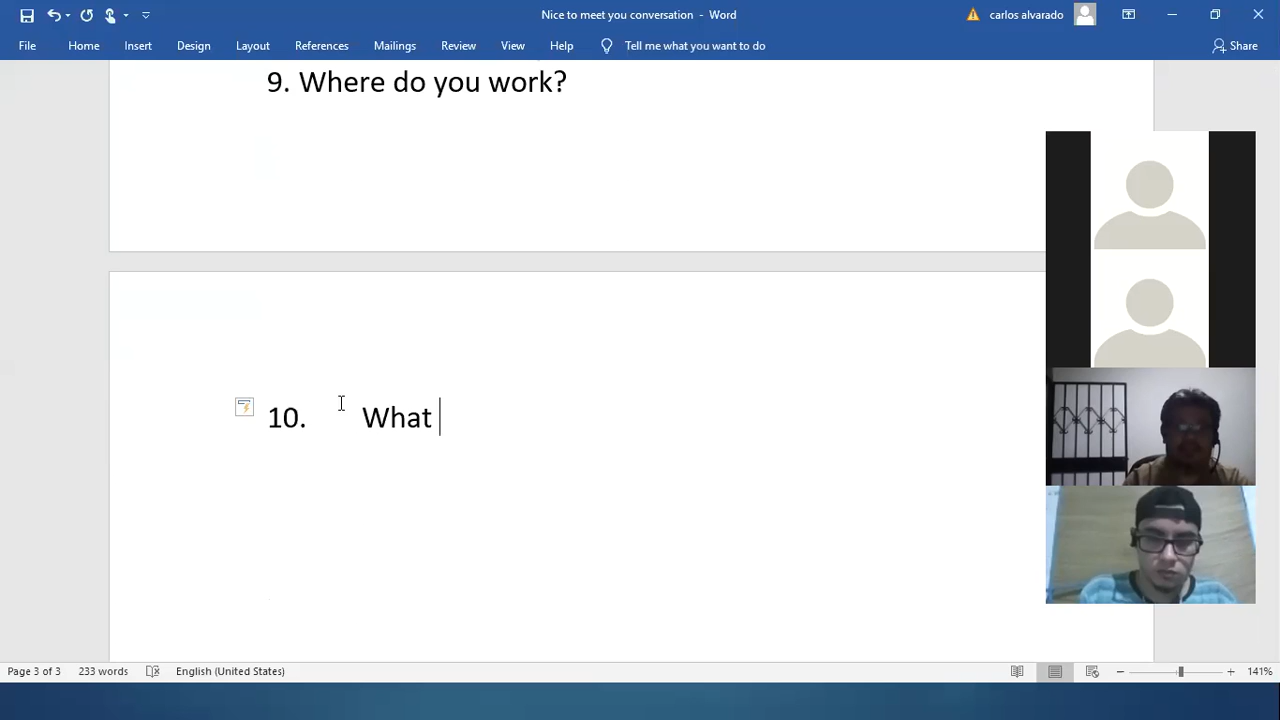 Nice to meet you conversation - Word
carlos alvarado
File Home Insert Design Layout References Mailings Review View Help Tell me what you want to do Share
9. Where do you work?
10. What
Page 3 of 3 233 words English (United States) 141%